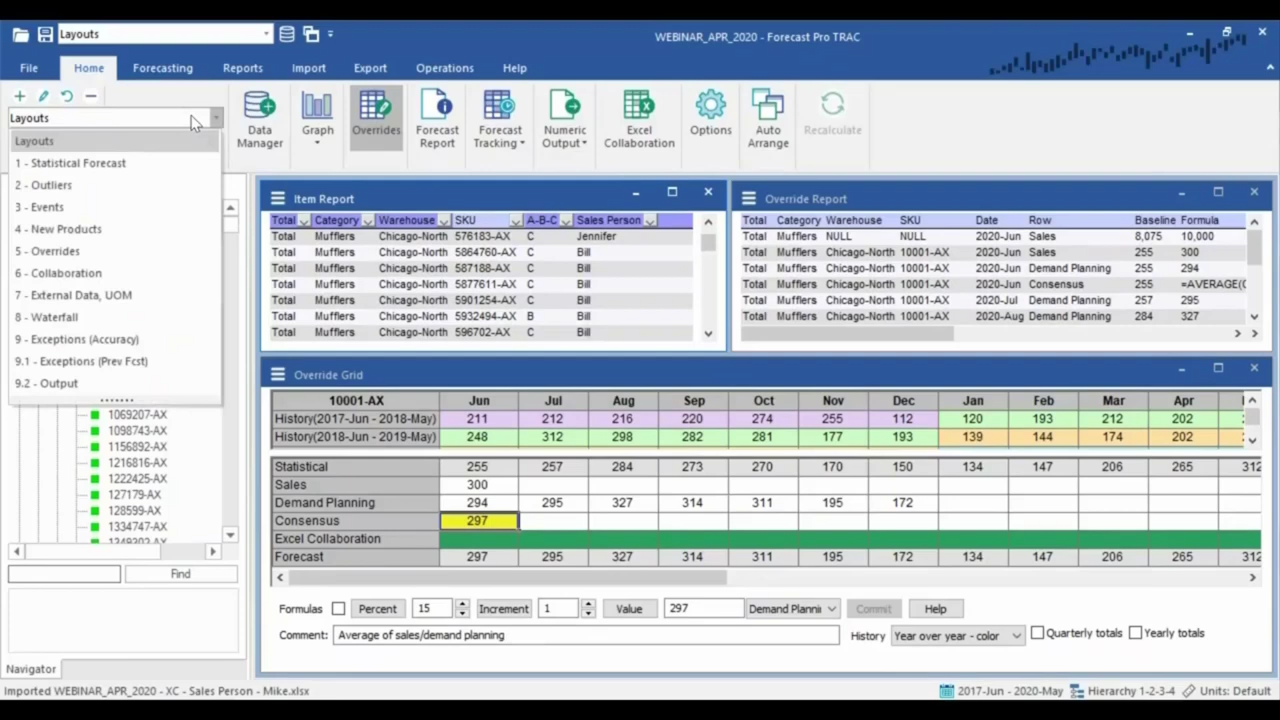 Layouts
WEBINAR_APR_2020 - Forecast Pro TRAC
File Home Forecasting Reports Import Export Operations Help
Layouts
Data Manager
Graph
Overrides
Forecast Report
Forecast Tracking
Numeric Output
Excel Collaboration
Options
Auto Arrange
Recalculate
Layouts
1 - Statistical Forecast
2 - Outliers
3 - Events
4 - New Products
5 - Overrides
6 - Collaboration
7 - External Data, UOM
8 - Waterfall
9 - Exceptions (Accuracy)
9.1 - Exceptions (Prev Fcst)
9.2 - Output
1069207-AX
1098743-AX
1156892-AX
1216816-AX
1222425-AX
127179-AX
128599-AX
1334747-AX
1349302-AX
Find
Navigator
Item Report
Total Category Warehouse SKU A-B-C Sales Person
Total Mufflers Chicago-North 576183-AX C Jennifer
Total Mufflers Chicago-North 5864760-AX C Bill
Total Mufflers Chicago-North 587188-AX C Bill
Total Mufflers Chicago-North 5877611-AX C Bill
Total Mufflers Chicago-North 5901254-AX C Bill
Total Mufflers Chicago-North 5932494-AX B Bill
Total Mufflers Chicago-North 596702-AX C Bill
Override Report
Total Category Warehouse SKU Date Row Baseline Formula
Total Mufflers NULL NULL 2020-Jun Sales 8,075 10,000
Total Mufflers Chicago-North 10001-AX 2020-Jun Sales 255 300
Total Mufflers Chicago-North 10001-AX 2020-Jun Demand Planning 255 294
Total Mufflers Chicago-North 10001-AX 2020-Jun Consensus 255 =AVERAGE(
Total Mufflers Chicago-North 10001-AX 2020-Jul Demand Planning 257 295
Total Mufflers Chicago-North 10001-AX 2020-Aug Demand Planning 284 327
Override Grid
10001-AX Jun Jul Aug Sep Oct Nov Dec Jan Feb Mar Apr
History(2017-Jun - 2018-May) 211 212 216 220 274 255 112 120 193 212 202
History(2018-Jun - 2019-May) 248 312 298 282 281 177 193 139 144 174 202
Statistical 255 257 284 273 270 170 150 134 147 206 265 312
Sales 300
Demand Planning 294 295 327 314 311 195 172
Consensus 297
Excel Collaboration
Forecast 297 295 327 314 311 195 172 134 147 206 265 312
Formulas Percent 15 Increment 1 Value 297 Demand Planni Commit Help
Comment: Average of sales/demand planning History Year over year - color Quarterly totals Yearly totals
Imported WEBINAR_APR_2020 - XC - Sales Person - Mike.xlsx 2017-Jun - 2020-May Hierarchy 1-2-3-4 Units: Default